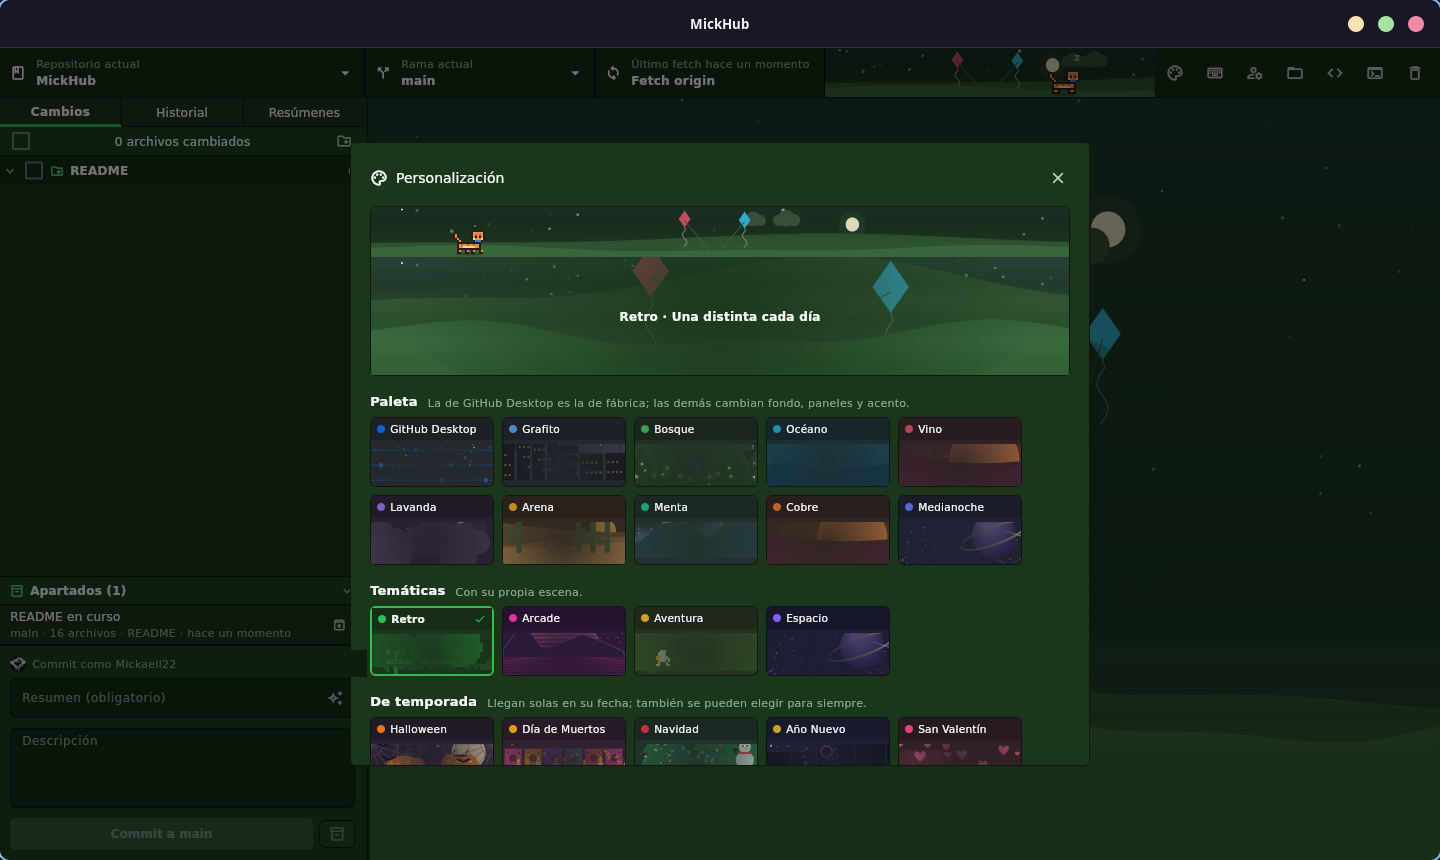 MickHub
Repositorio actual
MickHub
Rama actual
main
Último fetch hace un momento
Fetch origin
z
Cambios
Historial
Resúmenes
0 archivos cambiados
README
Personalización
Retro · Una distinta cada día
Paleta La de GitHub Desktop es la de fábrica; las demás cambian fondo, paneles y acento.
GitHub Desktop
Grafito
Bosque
Océano
Vino
Lavanda
Arena
Menta
Cobre
Medianoche
Temáticas Con su propia escena.
Retro
Arcade
Aventura
Espacio
De temporada Llegan solas en su fecha; también se pueden elegir para siempre.
Halloween
Día de Muertos
Navidad
Año Nuevo
San Valentín
Apartados (1)
README en curso
main · 16 archivos · README · hace un momento
Commit como Mickaell22
Resumen (obligatorio)
Descripción
Commit a main